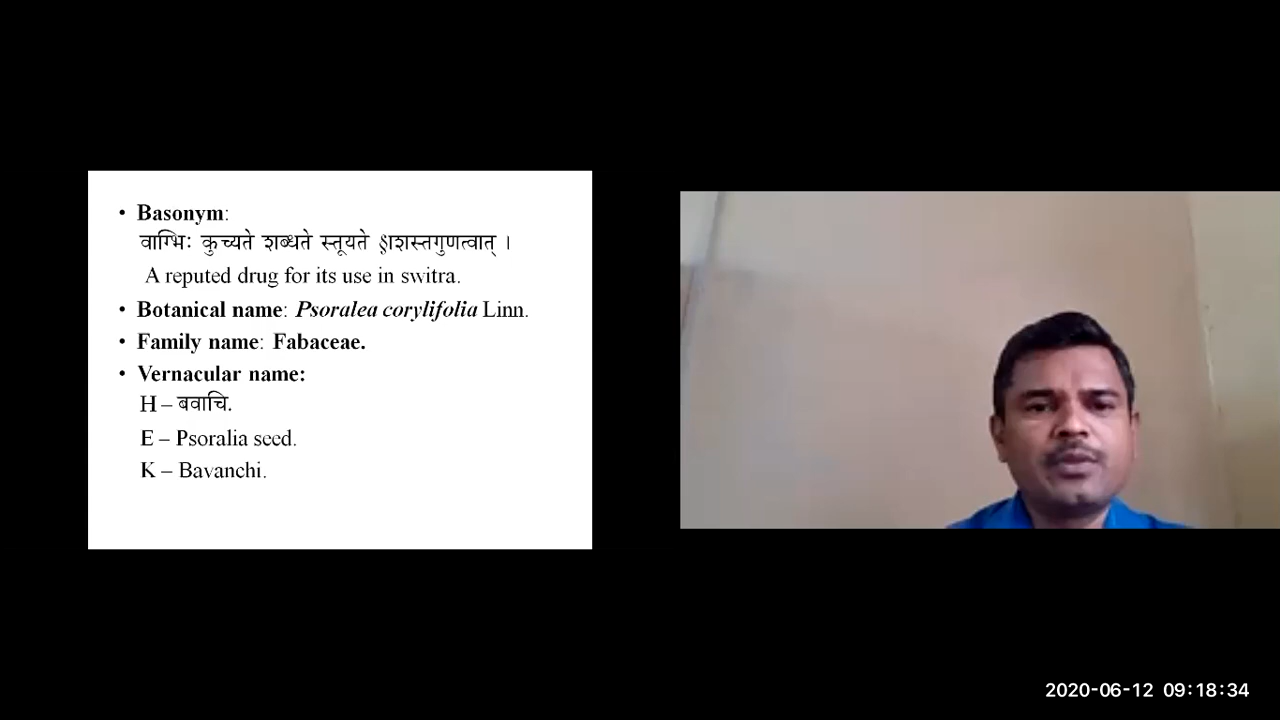 • Basonym:
वाग्भिः कुच्यते शब्धते स्तूयते §ाशस्तगुणत्वात् ।
A reputed drug for its use in switra.
• Botanical name: Psoralea corylifolia Linn.
• Family name: Fabaceae.
• Vernacular name:
H – बवाचि.
E – Psoralia seed.
K – Bavanchi.
2020-06-12 09:18:34